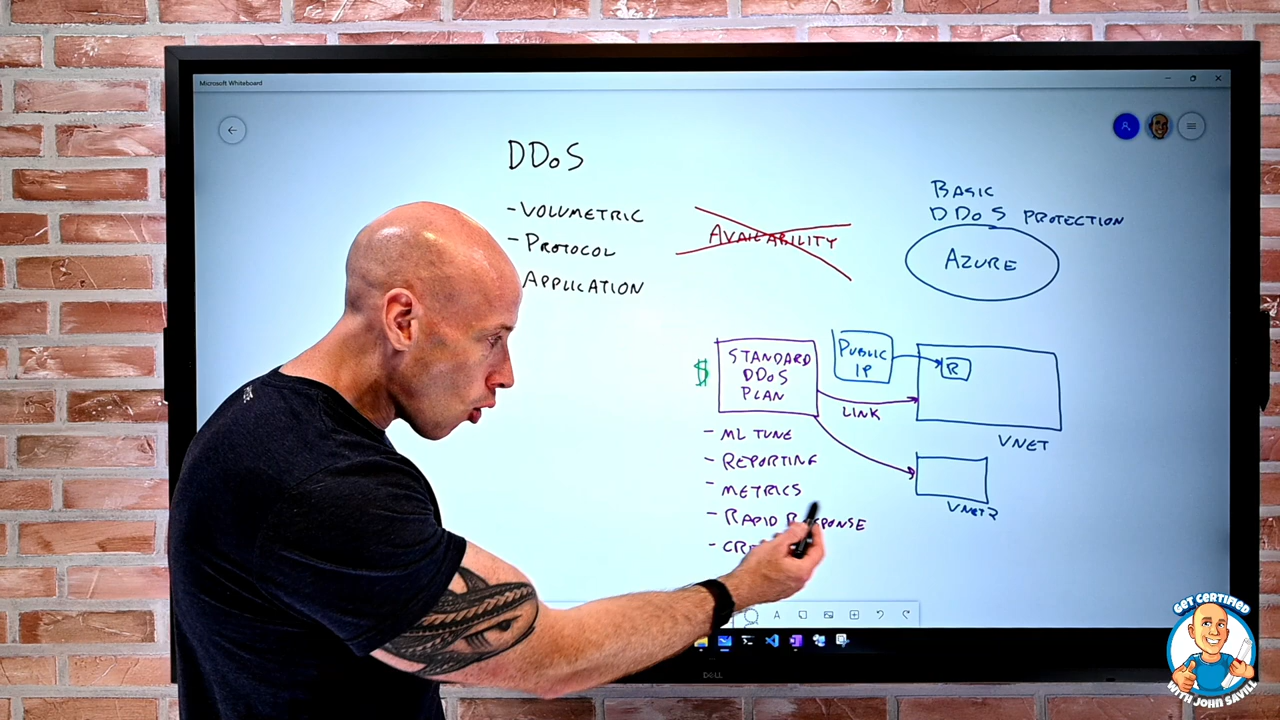 Microsoft Whiteboard
DDoS
- VOLUMETRIC
- PROTOCOL
- APPLICATION
AVAILABILITY
BASIC
DDoS PROTECTION
AZURE
$
STANDARD
DDoS
PLAN
PUBLIC
IP
R
LINK
VNET
VNET2
- ML TUNE
- REPORTING
- METRICS
- RAPID RESPONSE
DELL
GET CERTIFIED
WITH JOHN SAVILL